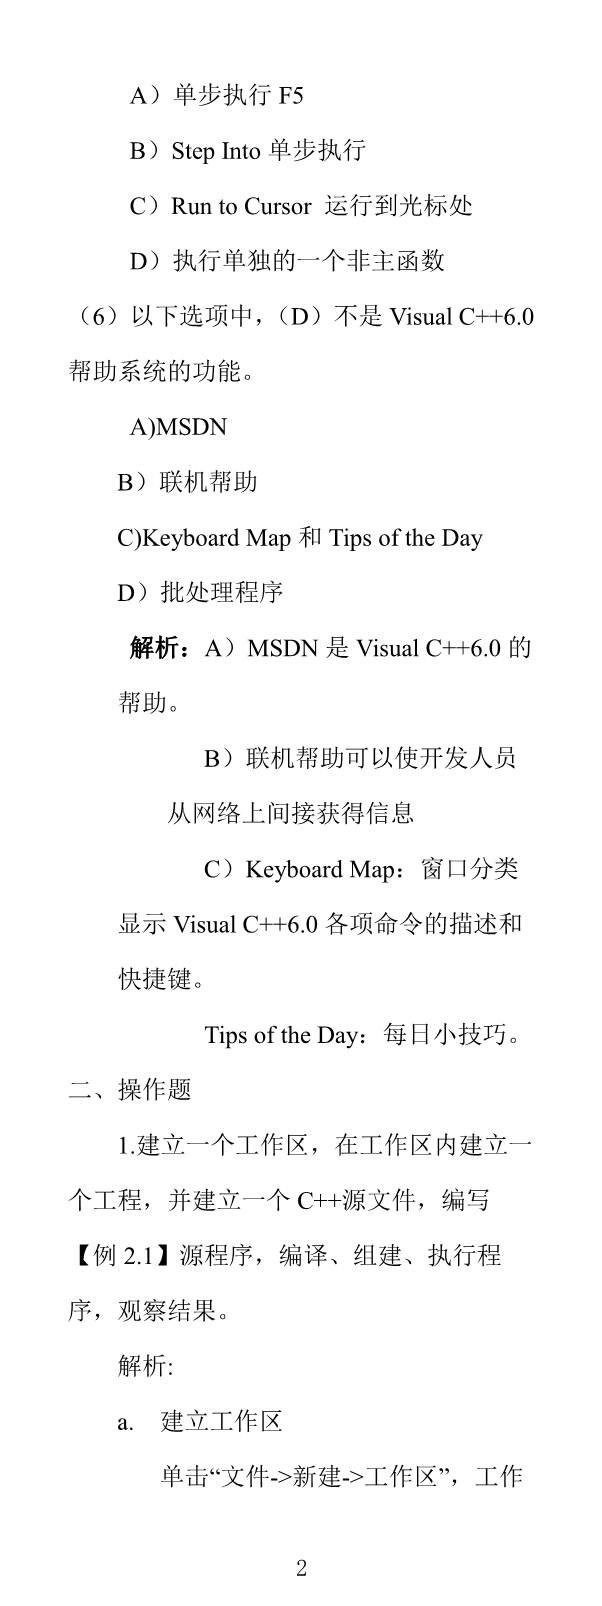 A）单步执行 F5
B）Step Into 单步执行
C）Run to Cursor 运行到光标处
D）执行单独的一个非主函数
（6）以下选项中，（D）不是 Visual C++6.0
帮助系统的功能。
A)MSDN
B）联机帮助
C)Keyboard Map 和 Tips of the Day
D）批处理程序
解析：A）MSDN 是 Visual C++6.0 的
帮助。
B）联机帮助可以使开发人员
从网络上间接获得信息
C）Keyboard Map：窗口分类
显示 Visual C++6.0 各项命令的描述和
快捷键。
Tips of the Day：每日小技巧。
二、操作题
1.建立一个工作区，在工作区内建立一
个工程，并建立一个 C++源文件，编写
【例 2.1】源程序，编译、组建、执行程
序，观察结果。
解析:
a. 建立工作区
单击“文件->新建->工作区”，工作
2